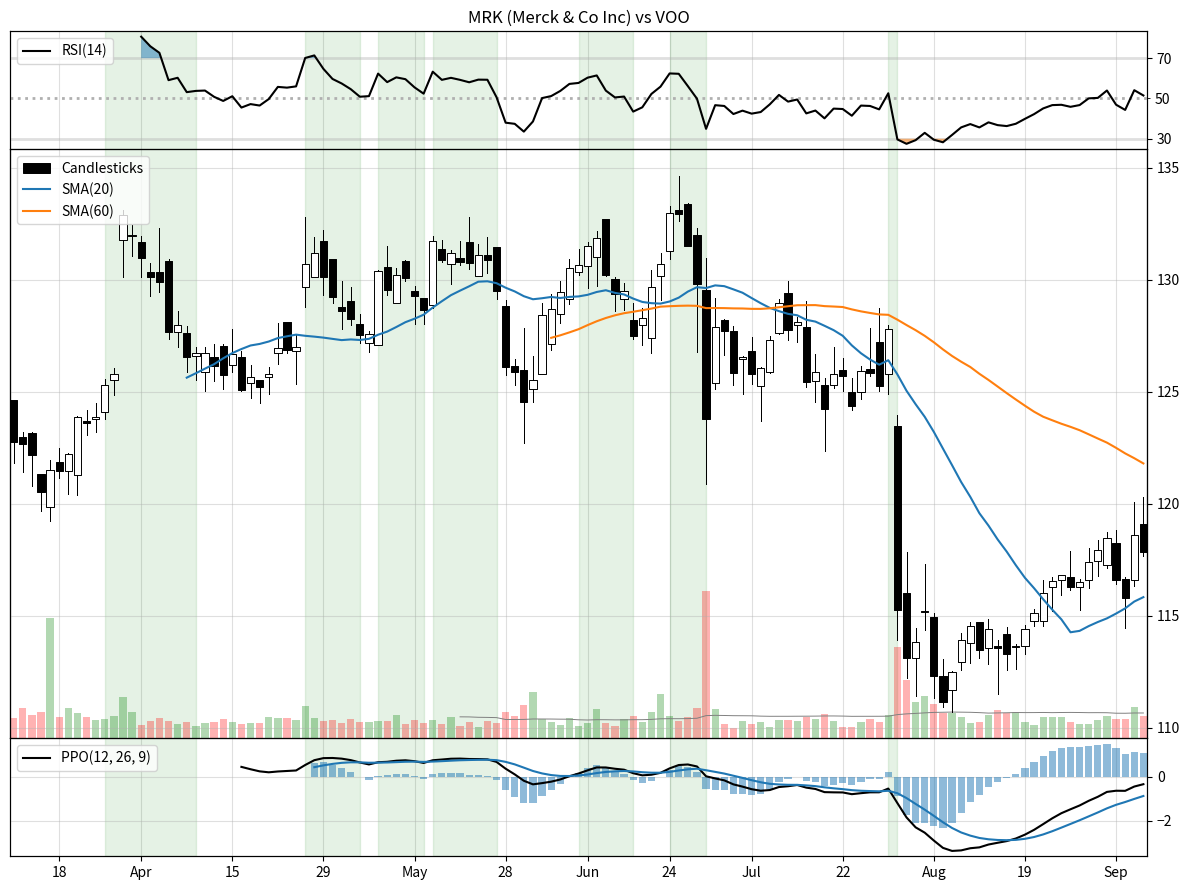 MRK (Merck & Co Inc) vs VOO
RSI(14)
70
50
30
Candlesticks
SMA(20)
SMA(60)
135
130
125
120
115
110
PPO(12, 26, 9)
0
−2
18 Apr 15 29 May 28 Jun 24 Jul 22 Aug 19 Sep